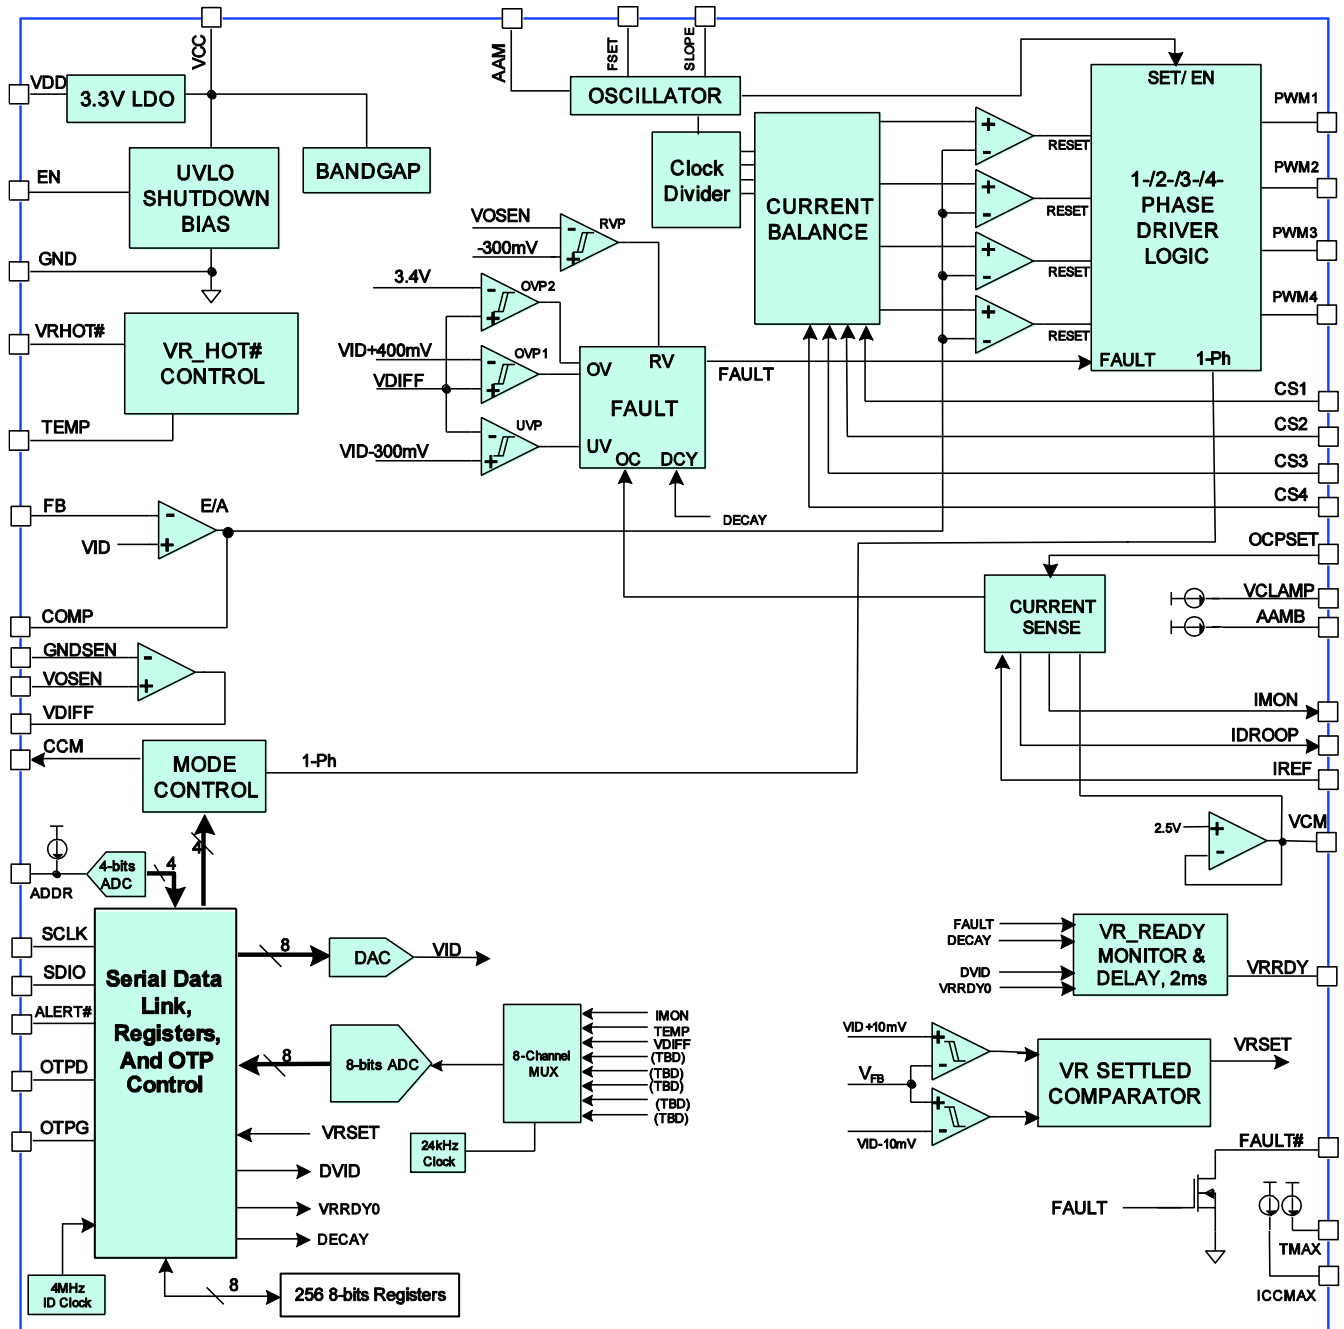 VCC
AAM
FSET
SLOPE
VDD
3.3V LDO
OSCILLATOR
SET/ EN
PWM1
EN
UVLO
SHUTDOWN
BIAS
BANDGAP
Clock
Divider
CURRENT
BALANCE
+
-
RESET
+
-
RESET
+
-
RESET
+
-
RESET
1-/2-/3-/4-
PHASE
DRIVER
LOGIC
PWM2
PWM3
PWM4
FAULT
1-Ph
GND
VOSEN
-300mV
-
+
RVP
3.4V
-
+
OVP2
VRHOT#
VR_HOT#
CONTROL
VID+400mV
VDIFF
-
+
OVP1
OV
RV
FAULT
UV
OC
DCY
FAULT
TEMP
VID-300mV
-
+
UVP
DECAY
CS1
CS2
CS3
CS4
FB
VID
-
+
E/A
COMP
GNDSEN
VOSEN
-
+
VDIFF
OCPSET
CURRENT
SENSE
VCLAMP
AAMB
IMON
IDROOP
IREF
CCM
MODE
CONTROL
1-Ph
2.5V
+
-
VCM
4
ADDR
4-bits
ADC
4
SCLK
SDIO
ALERT#
OTPD
OTPG
Serial Data
Link,
Registers,
And OTP
Control
8
DAC
VID
8
8-bits ADC
8-Channel
MUX
IMON
TEMP
VDIFF
(TBD)
(TBD)
(TBD)
(TBD)
(TBD)
24kHz
Clock
VRSET
DVID
VRRDY0
DECAY
4MHz
ID Clock
8
256 8-bits Registers
FAULT
DECAY
DVID
VRRDY0
VR_READY
MONITOR &
DELAY, 2ms
VRRDY
VID+10mV
VFB
VID-10mV
+
-
+
-
VR SETTLED
COMPARATOR
VRSET
FAULT#
FAULT
TMAX
ICCMAX